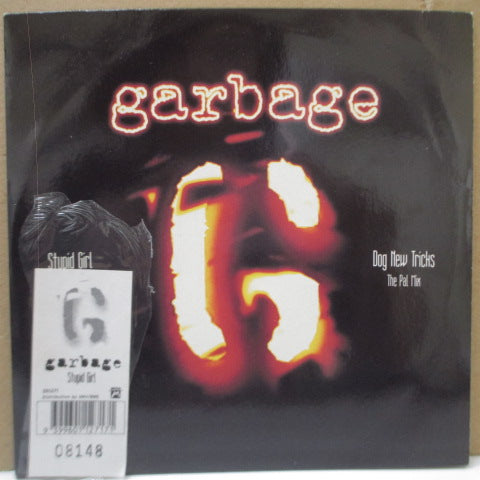 garbage
G
Stupid Girl
Dog New Tricks
The Pal Mix
G
garbage
Stupid Girl
08148